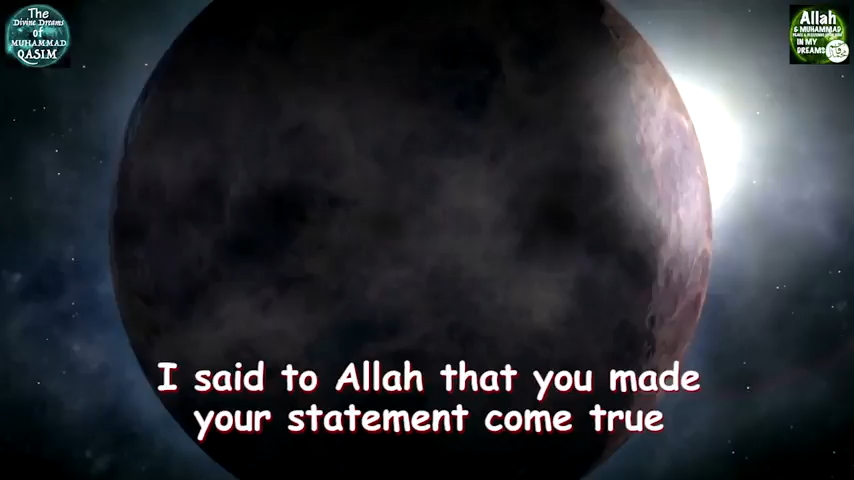 The
Divine Dreams
of
MUHAMMAD
QASIM
Allah
& MUHAMMAD
IN MY
DREAMS
I said to Allah that you made
your statement come true